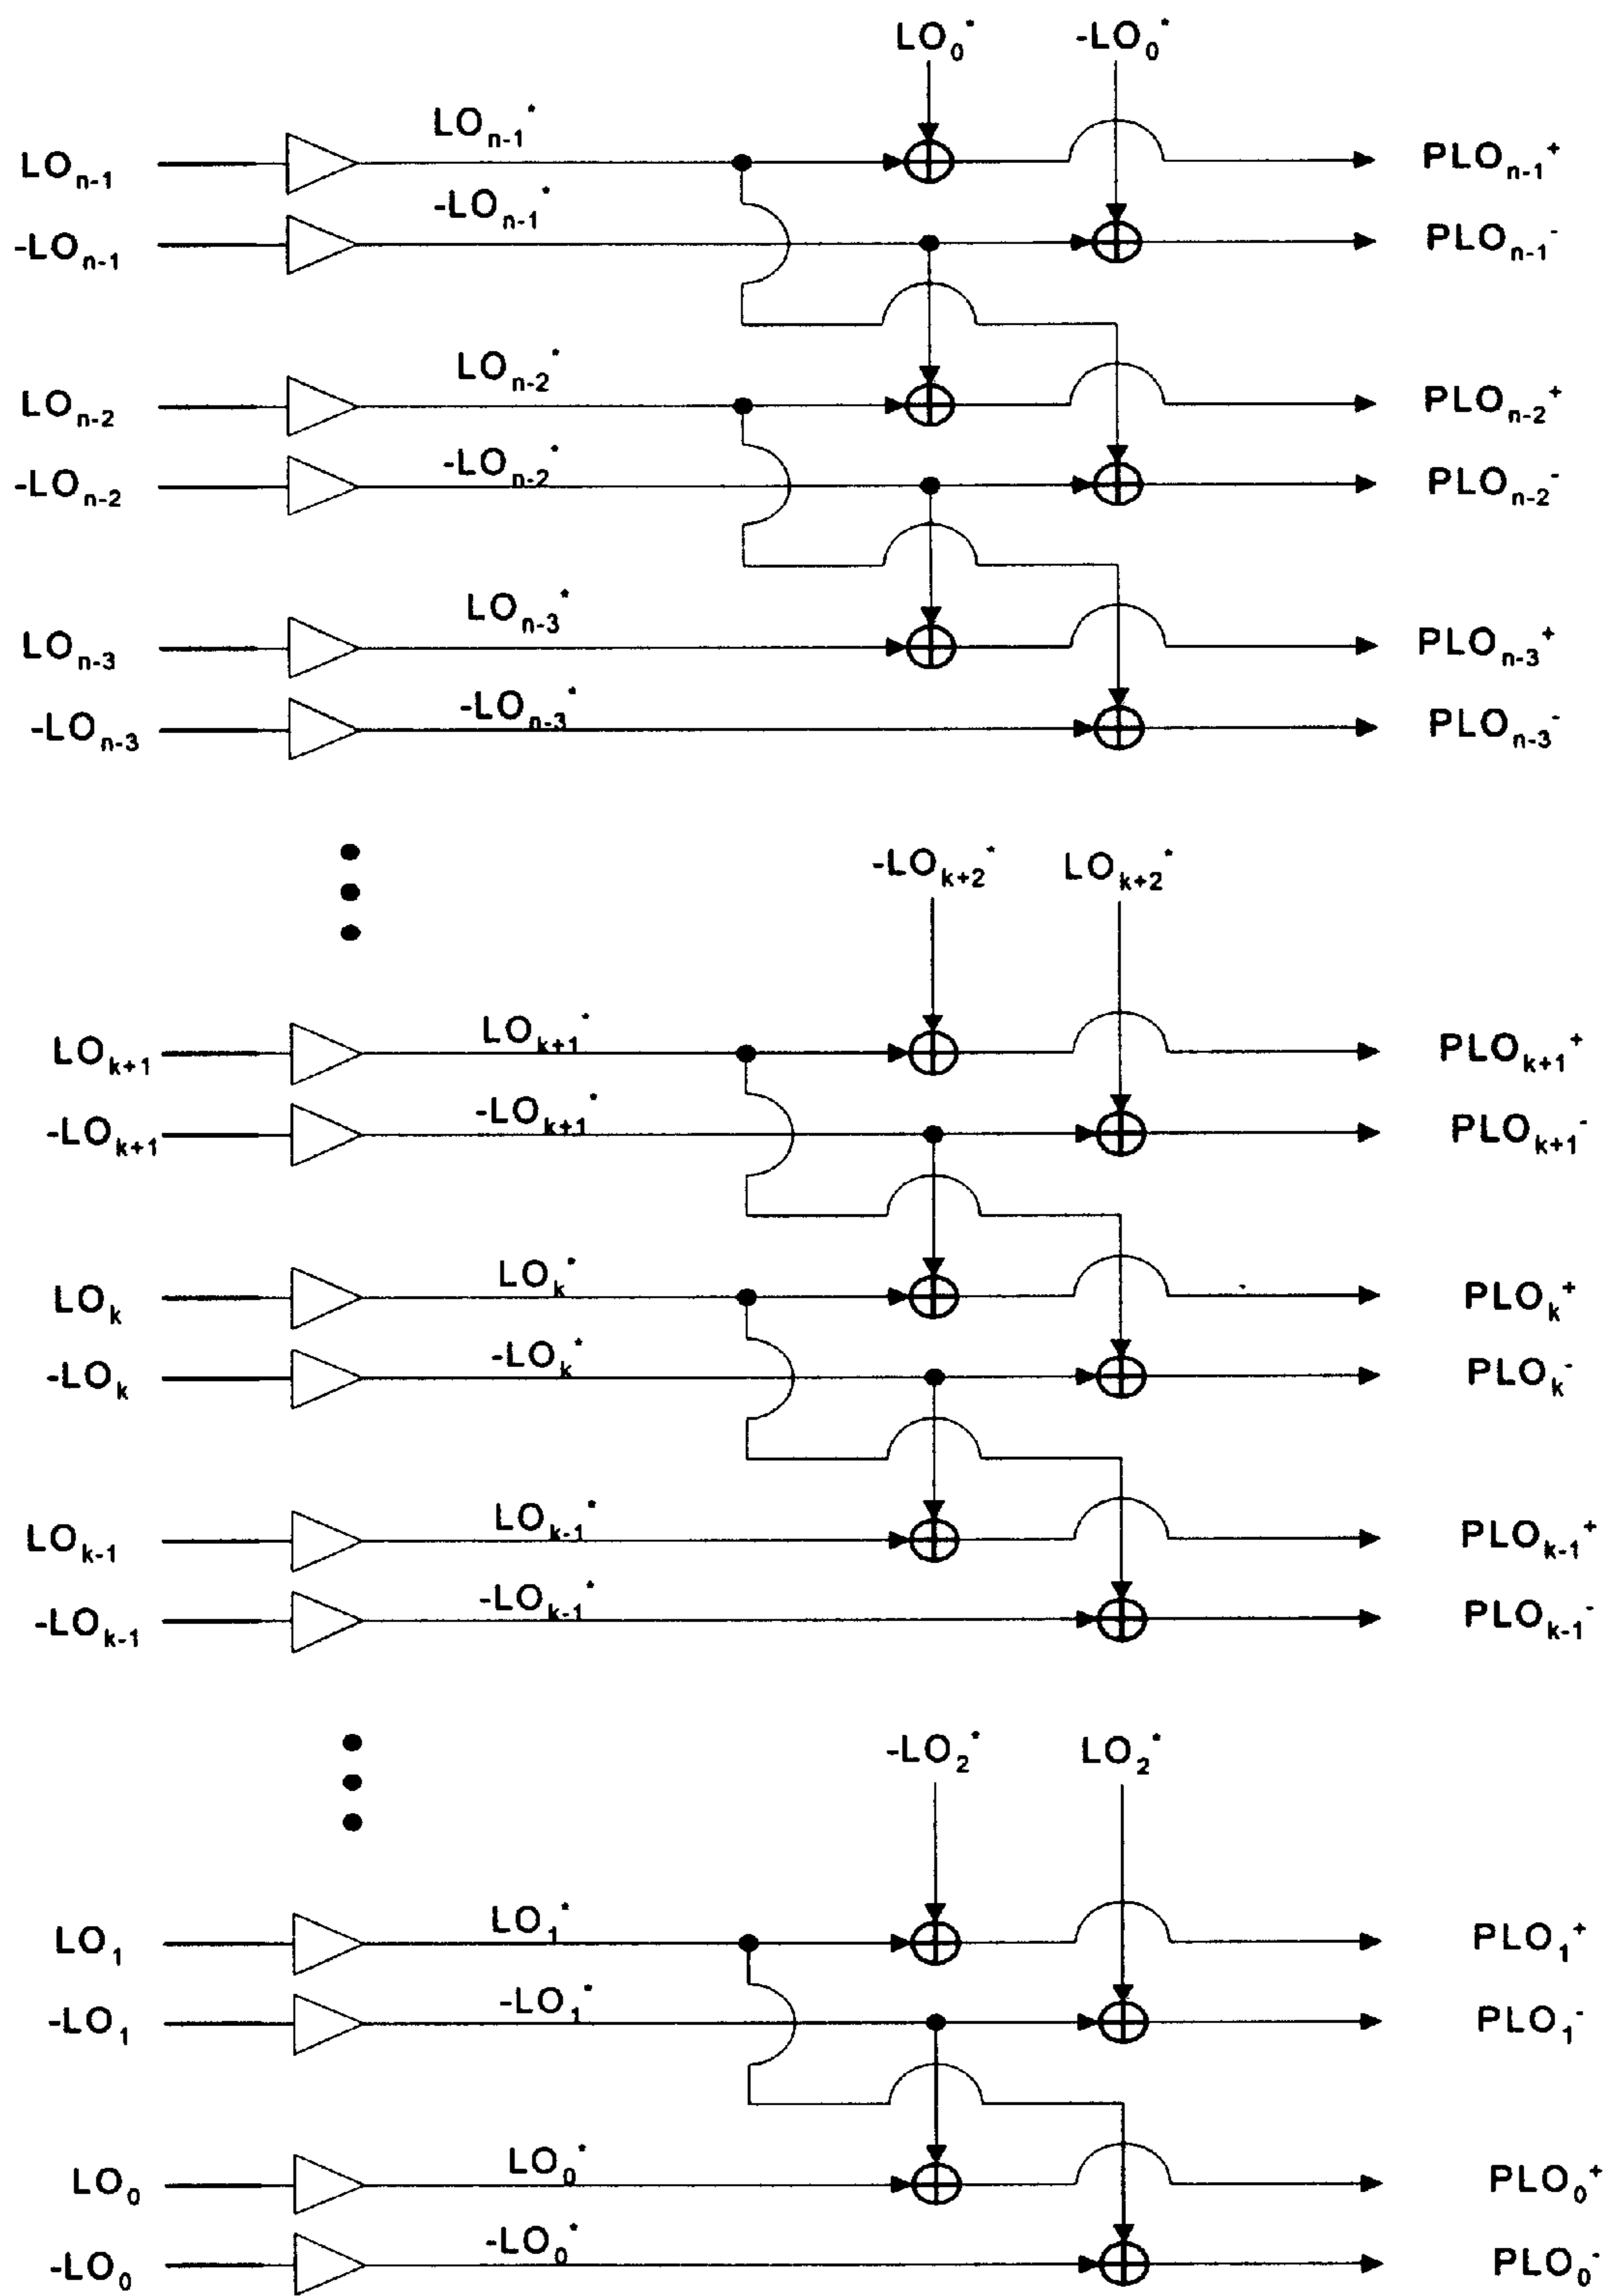 LO₀* -LO₀*
LOₙ₋₁ LOₙ₋₁* PLOₙ₋₁⁺
-LOₙ₋₁ -LOₙ₋₁* PLOₙ₋₁⁻
LOₙ₋₂ LOₙ₋₂* PLOₙ₋₂⁺
-LOₙ₋₂ -LOₙ₋₂* PLOₙ₋₂⁻
LOₙ₋₃ LOₙ₋₃* PLOₙ₋₃⁺
-LOₙ₋₃ -LOₙ₋₃* PLOₙ₋₃⁻
-LOₖ₊₂* LOₖ₊₂*
LOₖ₊₁ LOₖ₊₁* PLOₖ₊₁⁺
-LOₖ₊₁ -LOₖ₊₁* PLOₖ₊₁⁻
LOₖ LOₖ* PLOₖ⁺
-LOₖ -LOₖ* PLOₖ⁻
LOₖ₋₁ LOₖ₋₁* PLOₖ₋₁⁺
-LOₖ₋₁ -LOₖ₋₁* PLOₖ₋₁⁻
-LO₂* LO₂*
LO₁ LO₁* PLO₁⁺
-LO₁ -LO₁* PLO₁⁻
LO₀ LO₀* PLO₀⁺
-LO₀ -LO₀* PLO₀⁻